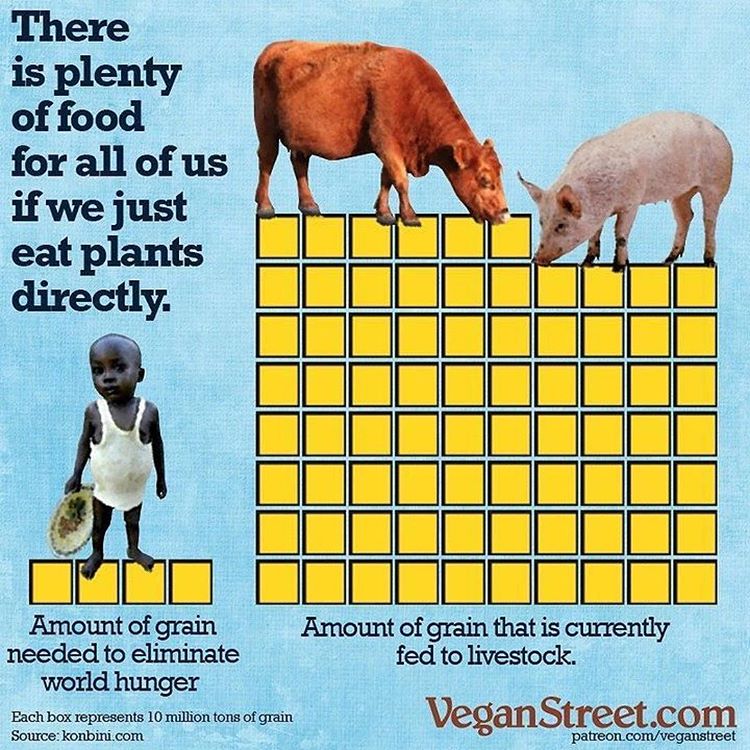 There
is plenty
of food
for all of us
if we just
eat plants
directly.
Amount of grain
needed to eliminate
world hunger
Amount of grain that is currently
fed to livestock.
Each box represents 10 million tons of grain
Source: konbini.com
VeganStreet.com
patreon.com/veganstreet